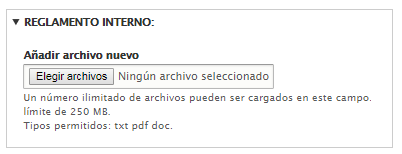 REGLAMENTO INTERNO:
Añadir archivo nuevo
Elegir archivos Ningún archivo seleccionado
Un número ilimitado de archivos pueden ser cargados en este campo.
límite de 250 MB.
Tipos permitidos: txt pdf doc.